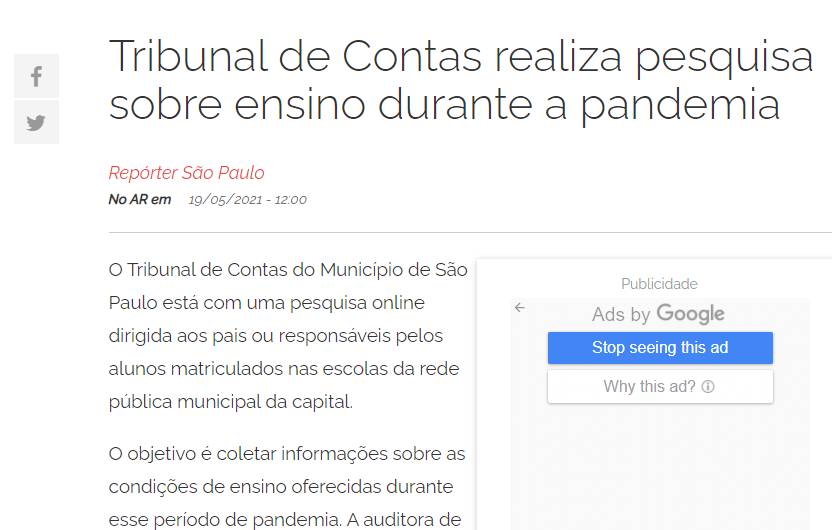 Tribunal de Contas realiza pesquisa
sobre ensino durante a pandemia
Repórter São Paulo
No AR em 19/05/2021 - 12:00
O Tribunal de Contas do Município de São
Paulo está com uma pesquisa online
dirigida aos pais ou responsáveis pelos
alunos matriculados nas escolas da rede
pública municipal da capital.
O objetivo é coletar informações sobre as
condições de ensino oferecidas durante
esse período de pandemia. A auditora de
Publicidade
Ads by Google
Stop seeing this ad
Why this ad?